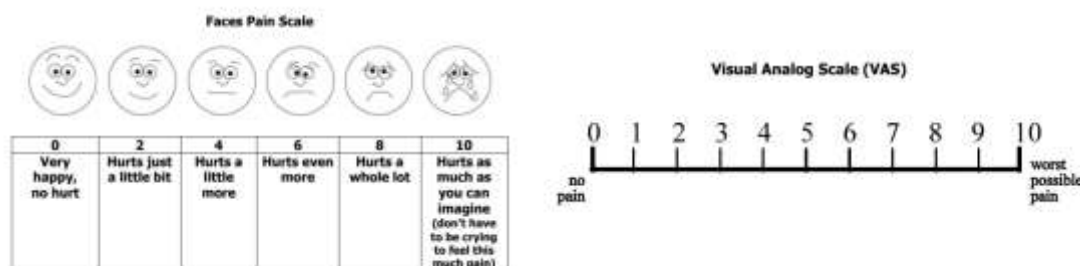 Faces Pain Scale
0 2 4 6 8 10
Very Hurts just Hurts a Hurts even Hurts a Hurts as
happy, a little bit little more whole lot much as
no hurt more you can
imagine
(don't have
to be crying
to feel this
much pain)
Visual Analog Scale (VAS)
0 1 2 3 4 5 6 7 8 9 10
no
pain
worst
possible
pain